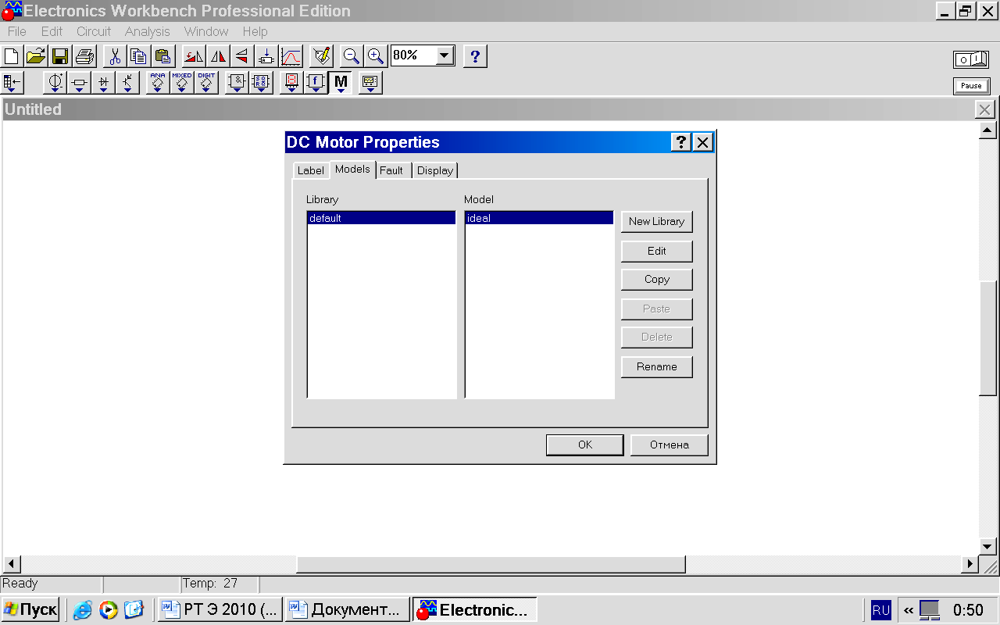 Electronics Workbench Professional Edition
File Edit Circuit Analysis Window Help
80% ?
O I
ANA MIXED DIGIT & f M
Pause
Untitled
DC Motor Properties
Label Models Fault Display
Library Model
default ideal
New Library
Edit
Copy
Paste
Delete
Rename
OK Отмена
Ready Temp: 27
Пуск РТ Э 2010 (... Документ... Electronic... RU « 0:50